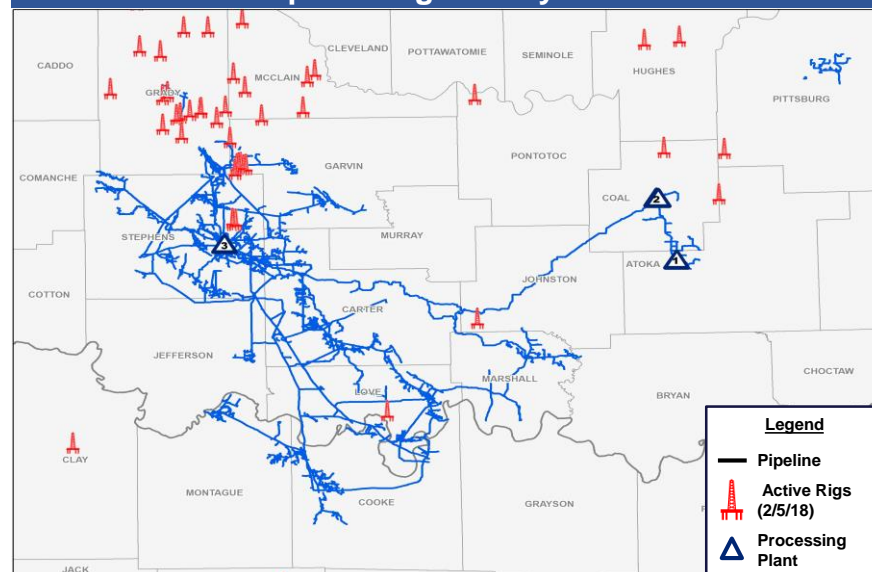 CLEVELAND
POTTAWATOMIE
SEMINOLE
CADDO
HUGHES
MCCLAIN
GRADY
PITTSBURG
PONTOTOC
GARVIN
COMANCHE
COAL
2
STEPHENS
MURRAY
3
ATOKA
1
JOHNSTON
COTTON
CARTER
JEFFERSON
MARSHALL
CHOCTAW
LOVE
BRYAN
CLAY
MONTAGUE
COOKE
GRAYSON
JACK
Legend
Pipeline
Active Rigs
(2/5/18)
Processing
Plant